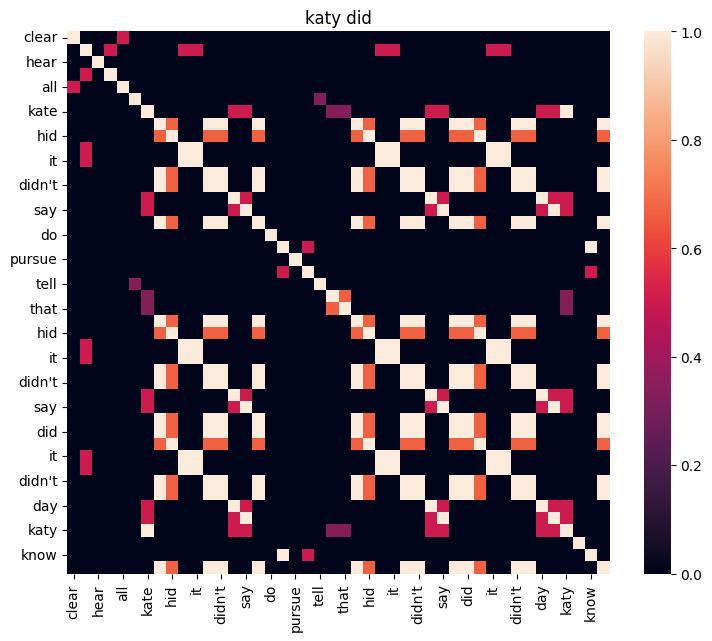 katy did
clear
hear
all
kate
hid
it
didn't
say
do
pursue
tell
that
hid
it
didn't
say
did
it
didn't
day
katy
know
clear
hear
all
kate
hid
it
didn't
say
do
pursue
tell
that
hid
it
didn't
say
did
it
didn't
day
katy
know
1.0
0.8
0.6
0.4
0.2
0.0